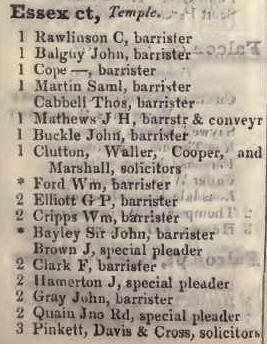 Essex ct, Temple.
1 Rawlinson C, barrister
1 Balguy John, barrister
1 Cope —, barrister
1 Martin Saml, barrister
Cabbell Thos, barrister
1 Mathews J H, barrstr & conveyr
1 Buckle John, barrister
1 Clutton, Waller, Cooper, and
Marshall, solicitors
* Ford Wm, barrister
2 Elliott G P, barrister
2 Cripps Wm, barrister
* Bayley Sir John, barrister
Brown J, special pleader
2 Clark F, barrister
2 Hamerton J, special pleader
2 Gray John, barrister
2 Quain Jno Rd, special pleader
3 Pinkett, Davis & Cross, solicitors